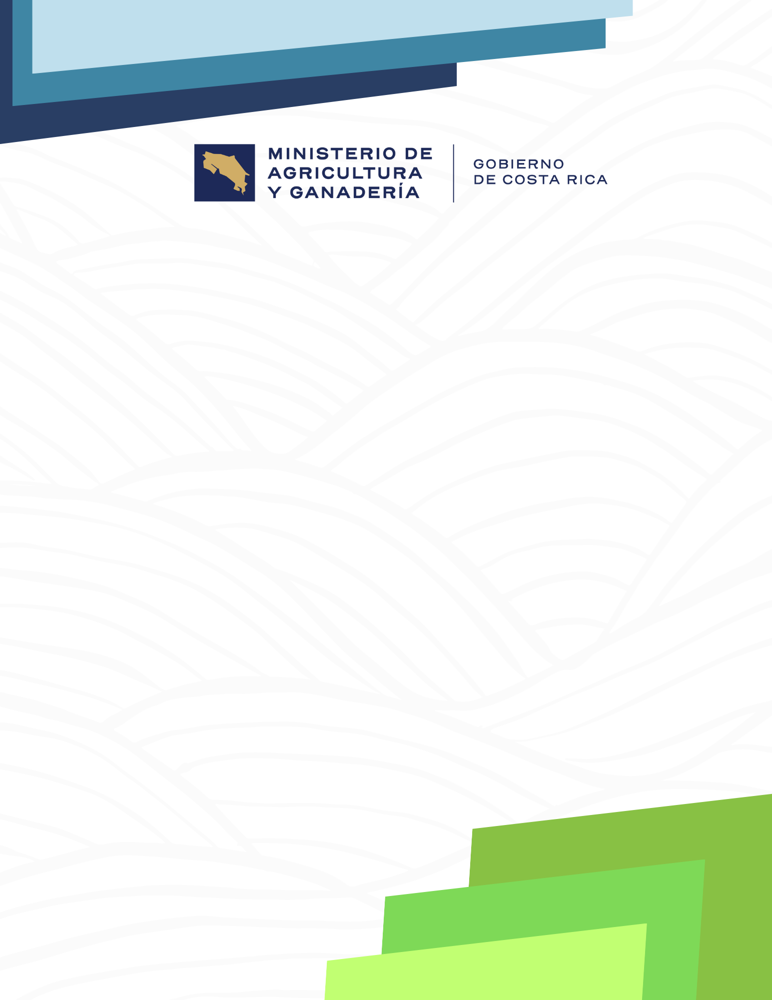 MINISTERIO DE
AGRICULTURA
Y GANADERÍA
GOBIERNO
DE COSTA RICA